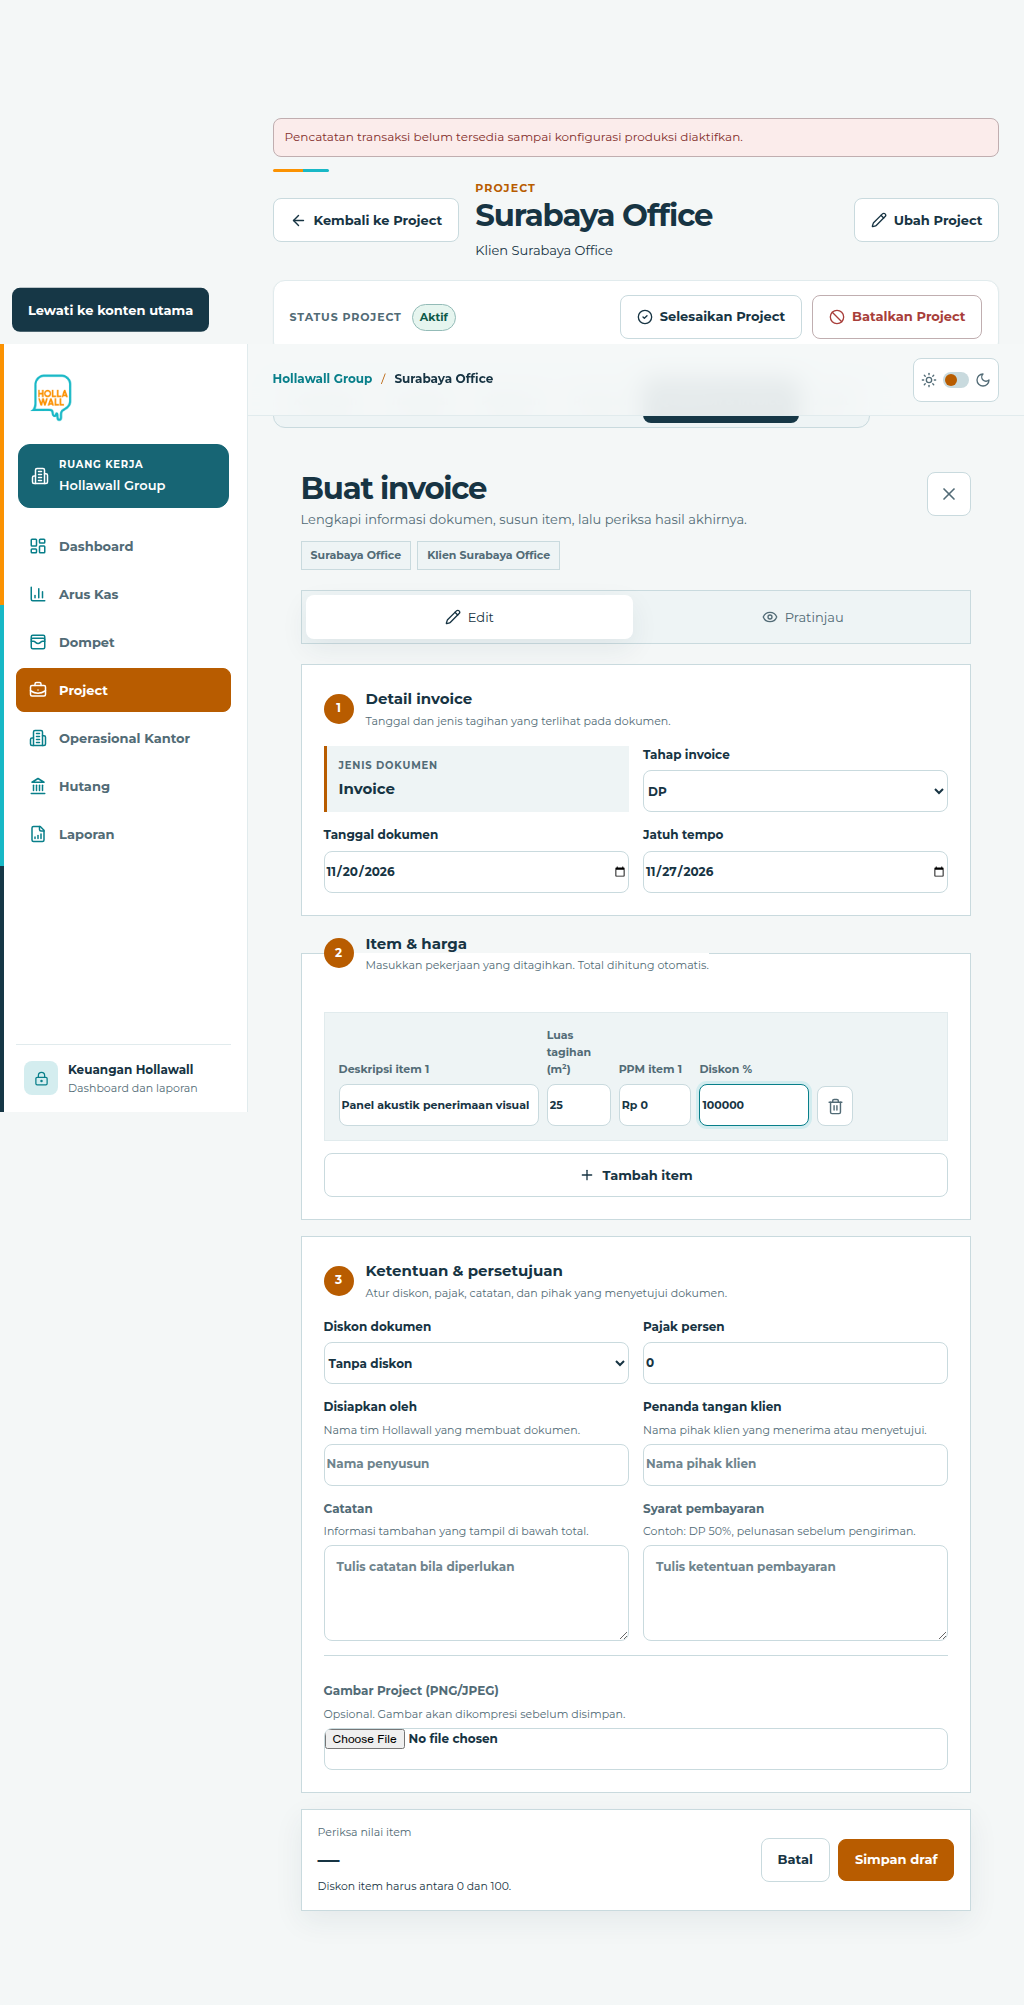 Pencatatan transaksi belum tersedia sampai konfigurasi produksi diaktifkan.
PROJECT
Kembali ke Project
Surabaya Office
Ubah Project
Klien Surabaya Office
Lewati ke konten utama
STATUS PROJECT
Aktif
Selesaikan Project
Batalkan Project
HOLLA
WALL
Hollawall Group / Surabaya Office
RUANG KERJA
Hollawall Group
Dashboard
Arus Kas
Dompet
Project
Operasional Kantor
Hutang
Laporan
Keuangan Hollawall
Dashboard dan laporan
Buat invoice
Lengkapi informasi dokumen, susun item, lalu periksa hasil akhirnya.
Surabaya Office
Klien Surabaya Office
Edit
Pratinjau
1
Detail invoice
Tanggal dan jenis tagihan yang terlihat pada dokumen.
JENIS DOKUMEN
Invoice
Tahap invoice
DP
Tanggal dokumen
11/20/2026
Jatuh tempo
11/27/2026
2
Item & harga
Masukkan pekerjaan yang ditagihkan. Total dihitung otomatis.
Deskripsi item 1
Luas
tagihan
(m²)
PPM item 1
Diskon %
Panel akustik penerimaan visual
25
Rp 0
100000
Tambah item
3
Ketentuan & persetujuan
Atur diskon, pajak, catatan, dan pihak yang menyetujui dokumen.
Diskon dokumen
Tanpa diskon
Pajak persen
0
Disiapkan oleh
Nama tim Hollawall yang membuat dokumen.
Nama penyusun
Penanda tangan klien
Nama pihak klien yang menerima atau menyetujui.
Nama pihak klien
Catatan
Informasi tambahan yang tampil di bawah total.
Tulis catatan bila diperlukan
Syarat pembayaran
Contoh: DP 50%, pelunasan sebelum pengiriman.
Tulis ketentuan pembayaran
Gambar Project (PNG/JPEG)
Opsional. Gambar akan dikompresi sebelum disimpan.
Choose File No file chosen
Periksa nilai item
—
Diskon item harus antara 0 dan 100.
Batal
Simpan draf